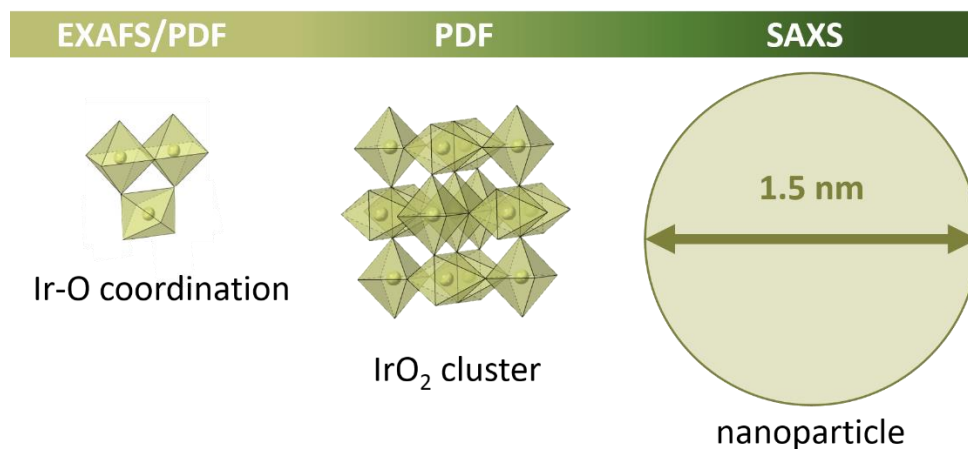 EXAFS/PDF PDF SAXS
1.5 nm
Ir-O coordination
IrO₂ cluster
nanoparticle